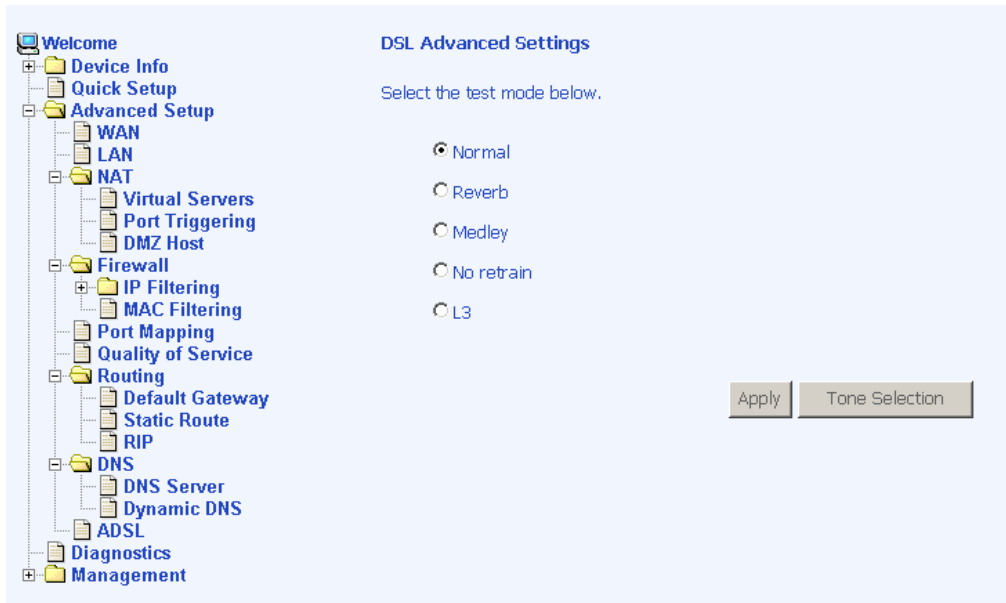 Welcome
Device Info
Quick Setup
Advanced Setup
WAN
LAN
NAT
Virtual Servers
Port Triggering
DMZ Host
Firewall
IP Filtering
MAC Filtering
Port Mapping
Quality of Service
Routing
Default Gateway
Static Route
RIP
DNS
DNS Server
Dynamic DNS
ADSL
Diagnostics
Management
DSL Advanced Settings
Select the test mode below.
Normal
Reverb
Medley
No retrain
L3
Apply
Tone Selection